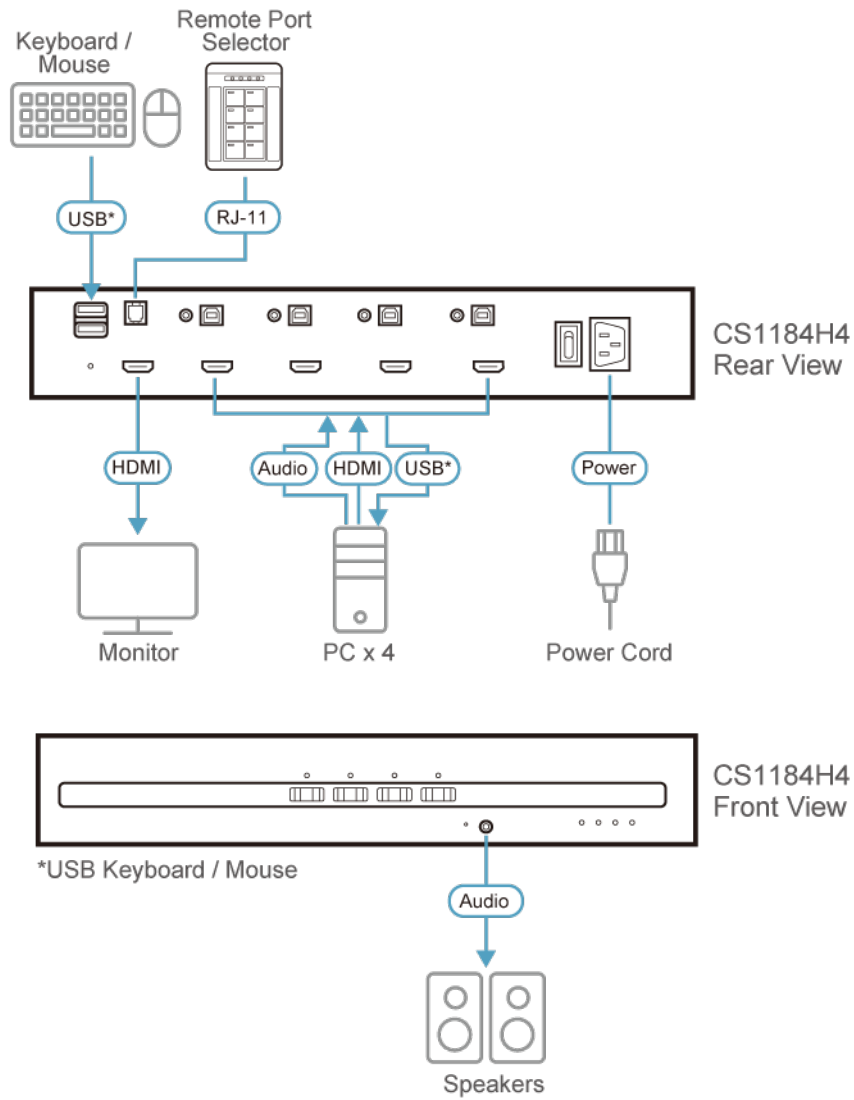 Remote Port
Selector
Keyboard /
Mouse
USB*
RJ-11
CS1184H4
Rear View
HDMI
Audio
HDMI
USB*
Power
Monitor
PC x 4
Power Cord
CS1184H4
Front View
*USB Keyboard / Mouse
Audio
Speakers